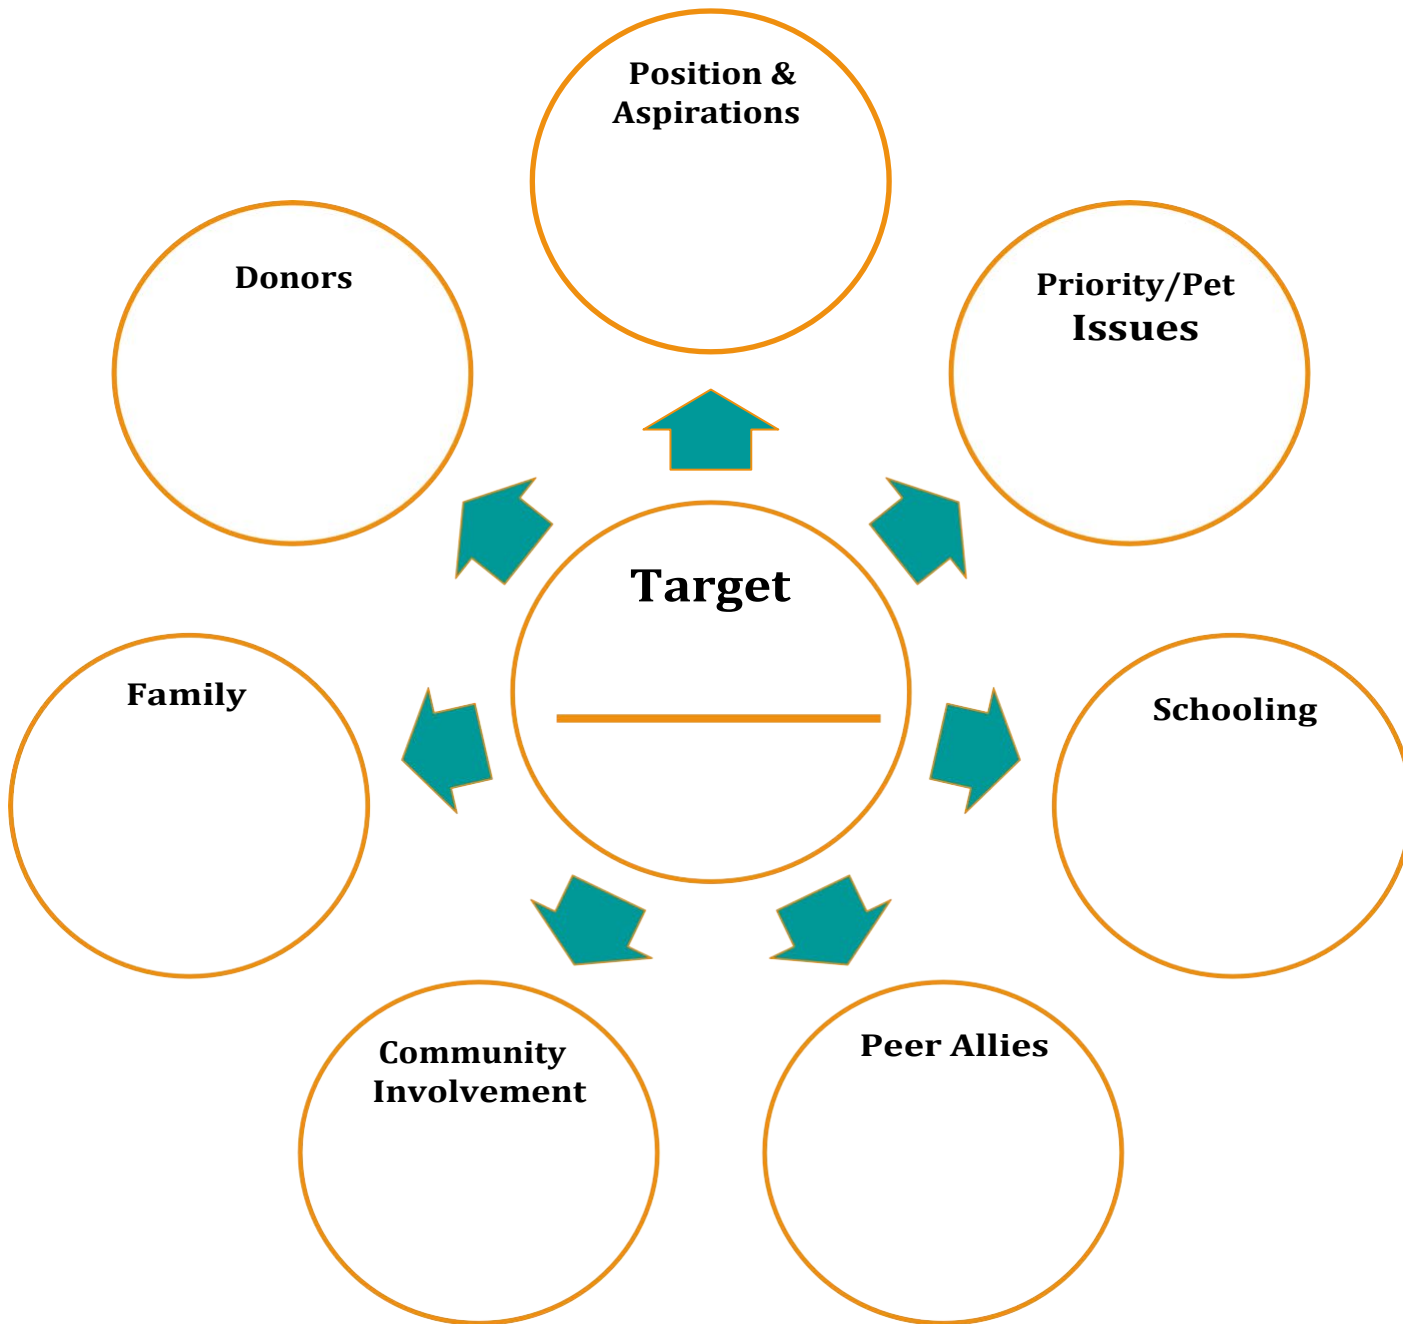 Position &
Aspirations
Donors
Priority/Pet
Issues
Target
Family
Schooling
Community
Involvement
Peer Allies